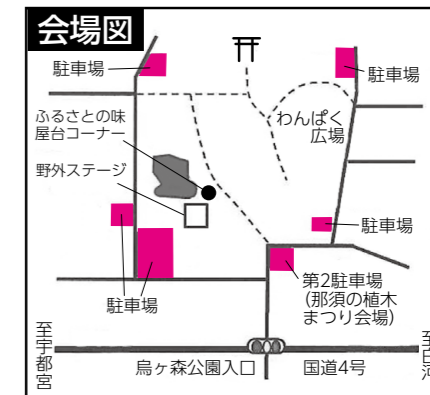 会場図
駐車場
駐車場
ふるさとの味
屋台コーナー
わんぱく
広場
野外ステージ
駐車場
駐車場
第2駐車場
(那須の植木
まつり会場)
至宇都宮
烏ヶ森公園入口
国道4号
至白河